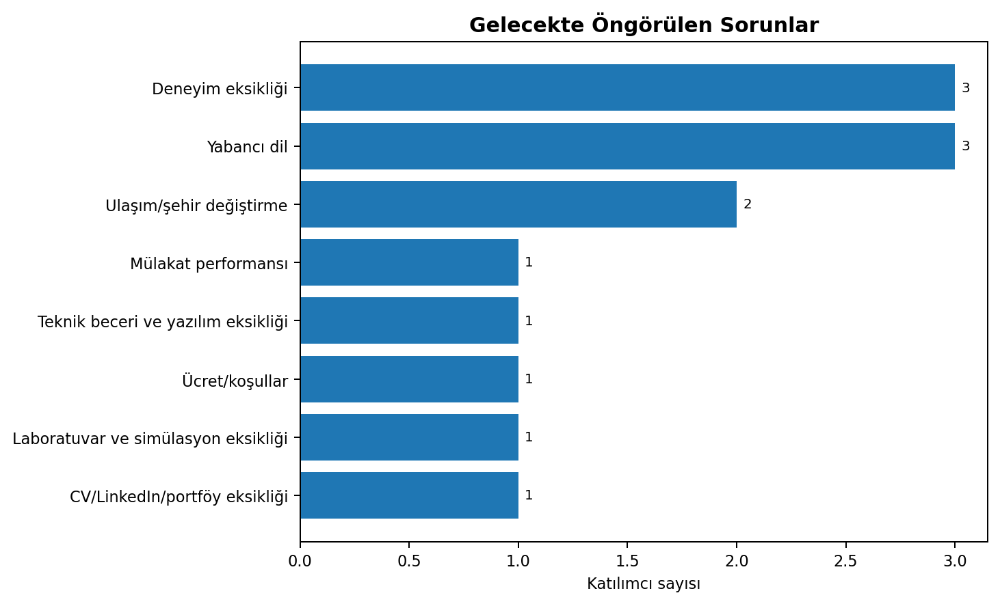 Gelecekte Öngörülen Sorunlar
Deneyim eksikliği 3
Yabancı dil 3
Ulaşım/şehir değiştirme 2
Mülakat performansı 1
Teknik beceri ve yazılım eksikliği 1
Ücret/koşullar 1
Laboratuvar ve simülasyon eksikliği 1
CV/LinkedIn/portföy eksikliği 1
0.0 0.5 1.0 1.5 2.0 2.5 3.0
Katılımcı sayısı